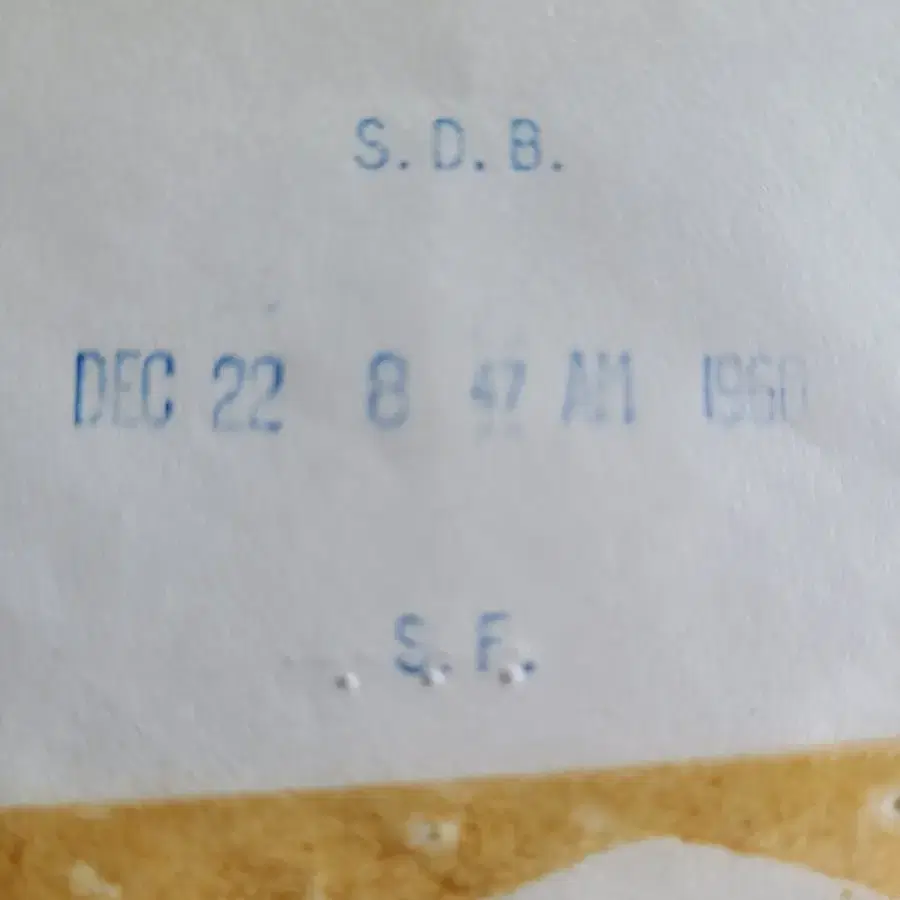 S. D. B.
DEC 22 8 47 AM 1960
S. F.